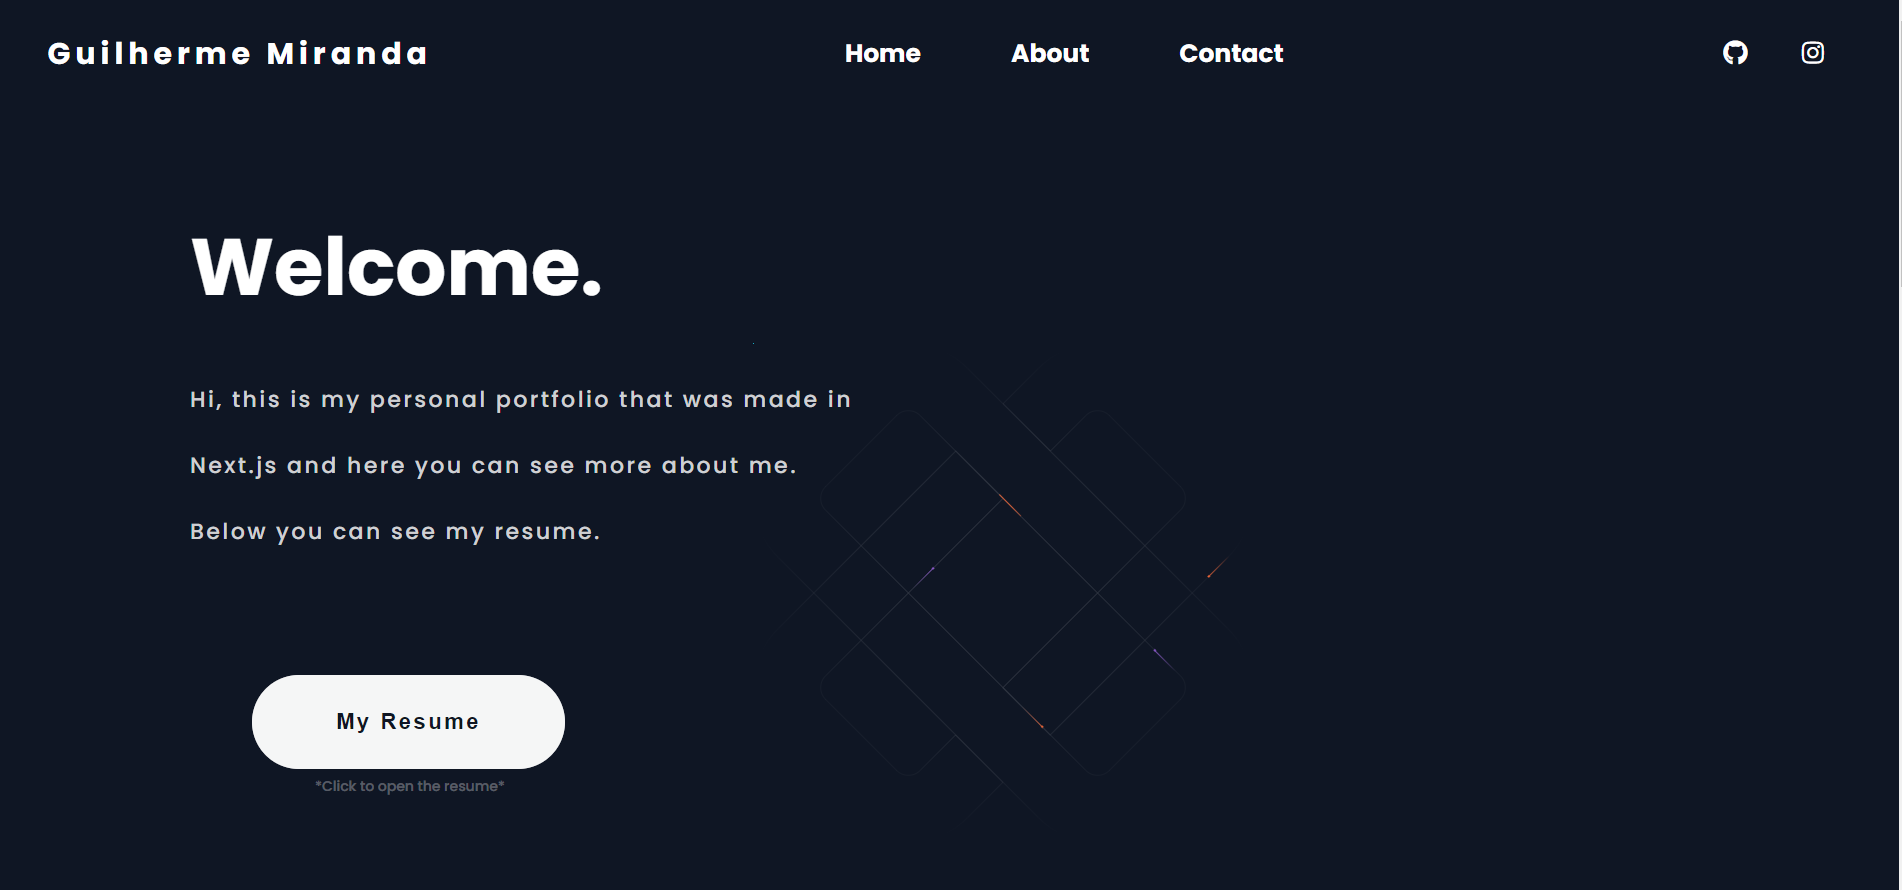 Guilherme Miranda
Home About Contact
Welcome.
Hi, this is my personal portfolio that was made in
Next.js and here you can see more about me.
Below you can see my resume.
My Resume
*Click to open the resume*